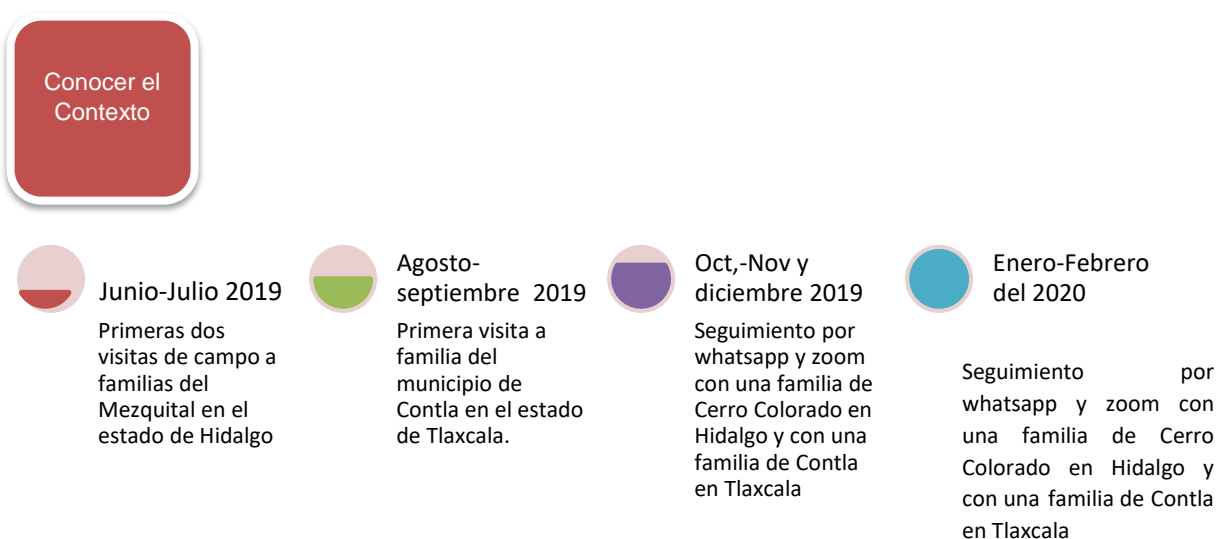 Conocer el
Contexto
Junio-Julio 2019
Primeras dos
visitas de campo a
familias del
Mezquital en el
estado de Hidalgo
Agosto-
septiembre 2019
Primera visita a
familia del
municipio de
Contla en el estado
de Tlaxcala.
Oct,-Nov y
diciembre 2019
Seguimiento por
whatsapp y zoom
con una familia de
Cerro Colorado en
Hidalgo y con una
familia de Contla
en Tlaxcala
Enero-Febrero
del 2020
Seguimiento por
whatsapp y zoom con
una familia de Cerro
Colorado en Hidalgo y
con una familia de Contla
en Tlaxcala